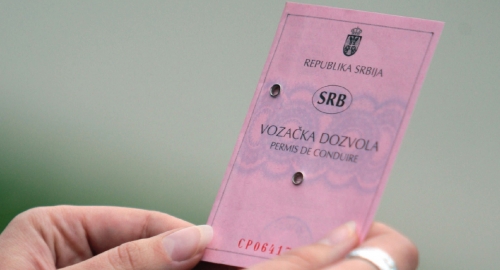 REPUBLIKA SRBIJA
SRB
VOZAČKA DOZVOLA
PERMIS DE CONDUIRE